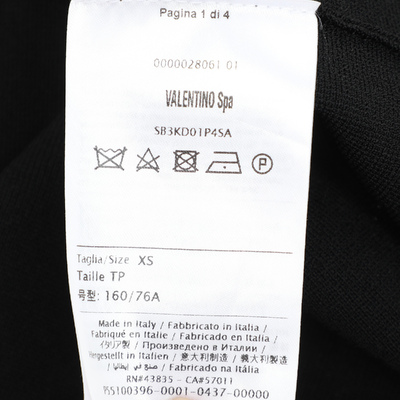 Pagina 1 di 4
0000028061 01
VALENTINO Spa
SB3KD01P4SA
P
Taglia/Size XS
Taille TP
号型: 160/76A
Made in Italy / Fabbricato in Italia /
Fabriqué en Italie / Fabricado en Italia /
イタリア製 / Произведено в Италии /
Hergestellt in Italien / 意大利制造 / 義大利製造
/ صنع في إيطاليا / Fabricado na Itália
RN#43835 - CA#57011
100396-0001-0437-00000